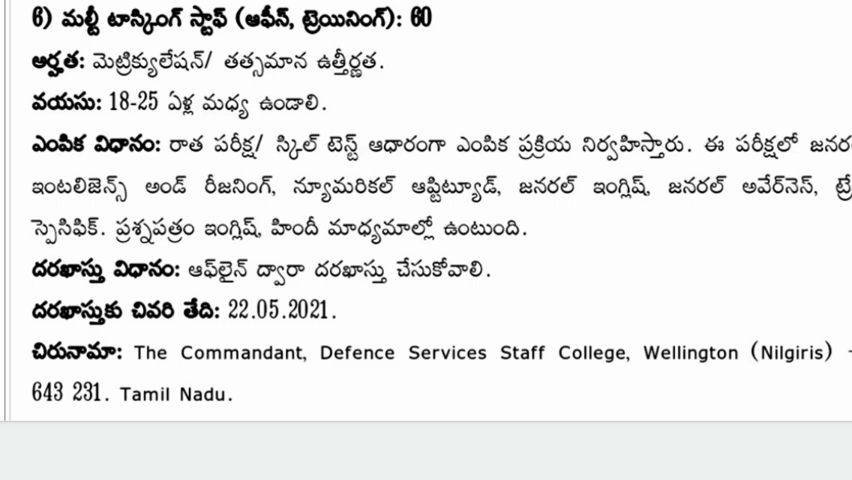 6) మల్టీ టాస్కింగ్ స్టాఫ్ (ఆఫీస్, ట్రెయినింగ్): 60
అర్హత: మెట్రిక్యులేషన్/ తత్సమాన ఉత్తీర్ణత.
వయసు: 18-25 ఏళ్ల మధ్య ఉండాలి.
ఎంపిక విధానం: రాత పరీక్ష/ స్కిల్ టెస్ట్ ఆధారంగా ఎంపిక ప్రక్రియ నిర్వహిస్తారు. ఈ పరీక్షలో
ఇంటలిజెన్స్ అండ్ రీజనింగ్, న్యూమరికల్ ఆప్టిట్యూడ్, జనరల్ ఇంగ్లిష్, జనరల్ అవేర్‌నెస్,
స్పెసిఫిక్. ప్రశ్నపత్రం ఇంగ్లిష్, హిందీ మాధ్యమాల్లో ఉంటుంది.
దరఖాస్తు విధానం: ఆఫ్‌లైన్ ద్వారా దరఖాస్తు చేసుకోవాలి.
దరఖాస్తుకు చివరి తేది: 22.05.2021.
చిరునామా: The Commandant, Defence Services Staff College, Wellington (Nilgiris) -
643 231. Tamil Nadu.